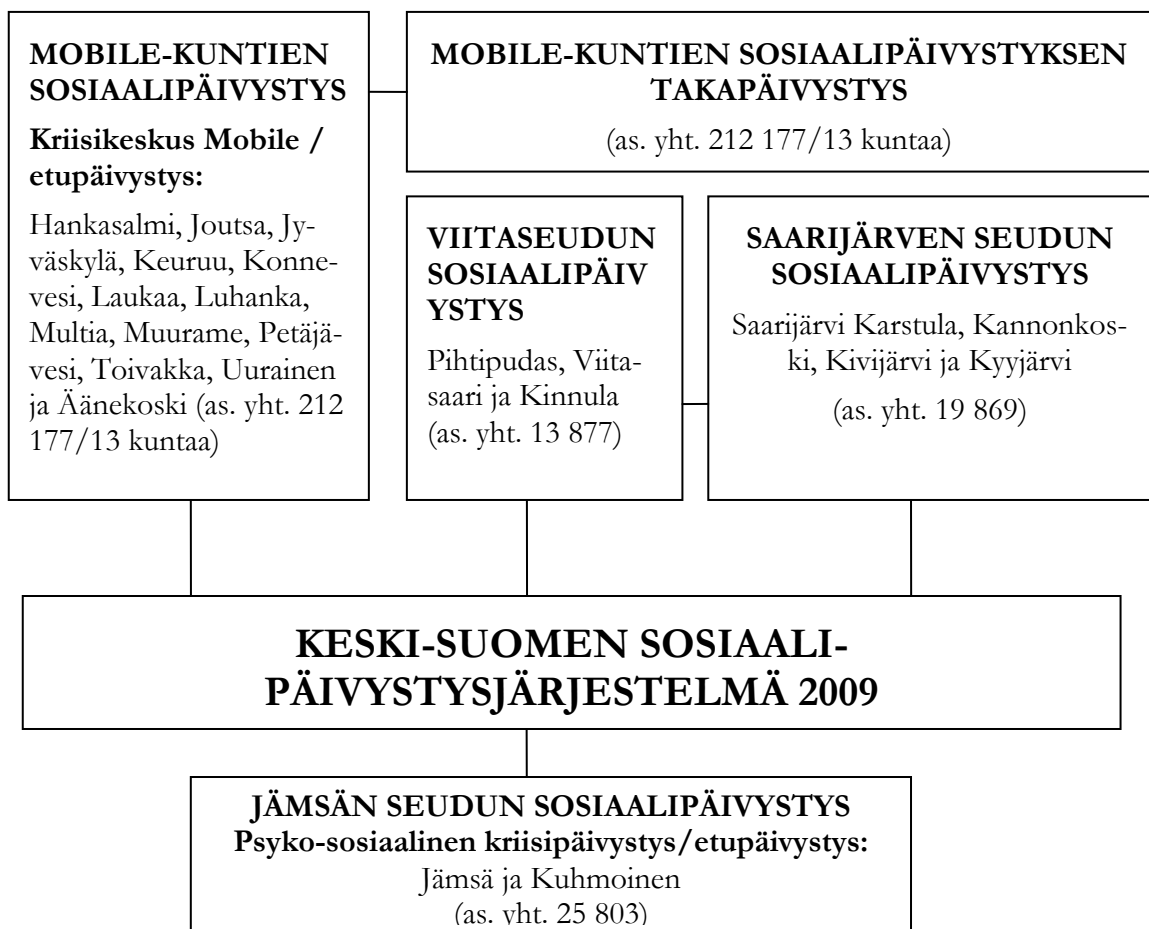 MOBILE-KUNTIEN
SOSIAALIPÄIVYSTYS
Kriisikeskus Mobile /
etupäivystys:
Hankasalmi, Joutsa, Jy-
väskylä, Keuruu, Konne-
vesi, Laukaa, Luhanka,
Multia, Muurame, Petäjä-
vesi, Toivakka, Uurainen
ja Äänekoski (as. yht. 212
177/13 kuntaa)
MOBILE-KUNTIEN SOSIAALIPÄIVYSTYKSEN
TAKAPÄIVYSTYS
(as. yht. 212 177/13 kuntaa)
VIITASEUDUN
SOSIAALIPÄIV
YSTYS
Pihtipudas, Viita-
saari ja Kinnula
(as. yht. 13 877)
SAARIJÄRVEN SEUDUN
SOSIAALIPÄIVYSTYS
Saarijärvi Karstula, Kannonkos-
ki, Kivijärvi ja Kyyjärvi
(as. yht. 19 869)
KESKI-SUOMEN SOSIAALI-
PÄIVYSTYSJÄRJESTELMÄ 2009
JÄMSÄN SEUDUN SOSIAALIPÄIVYSTYS
Psyko-sosiaalinen kriisipäivystys/etupäivystys:
Jämsä ja Kuhmoinen
(as. yht. 25 803)